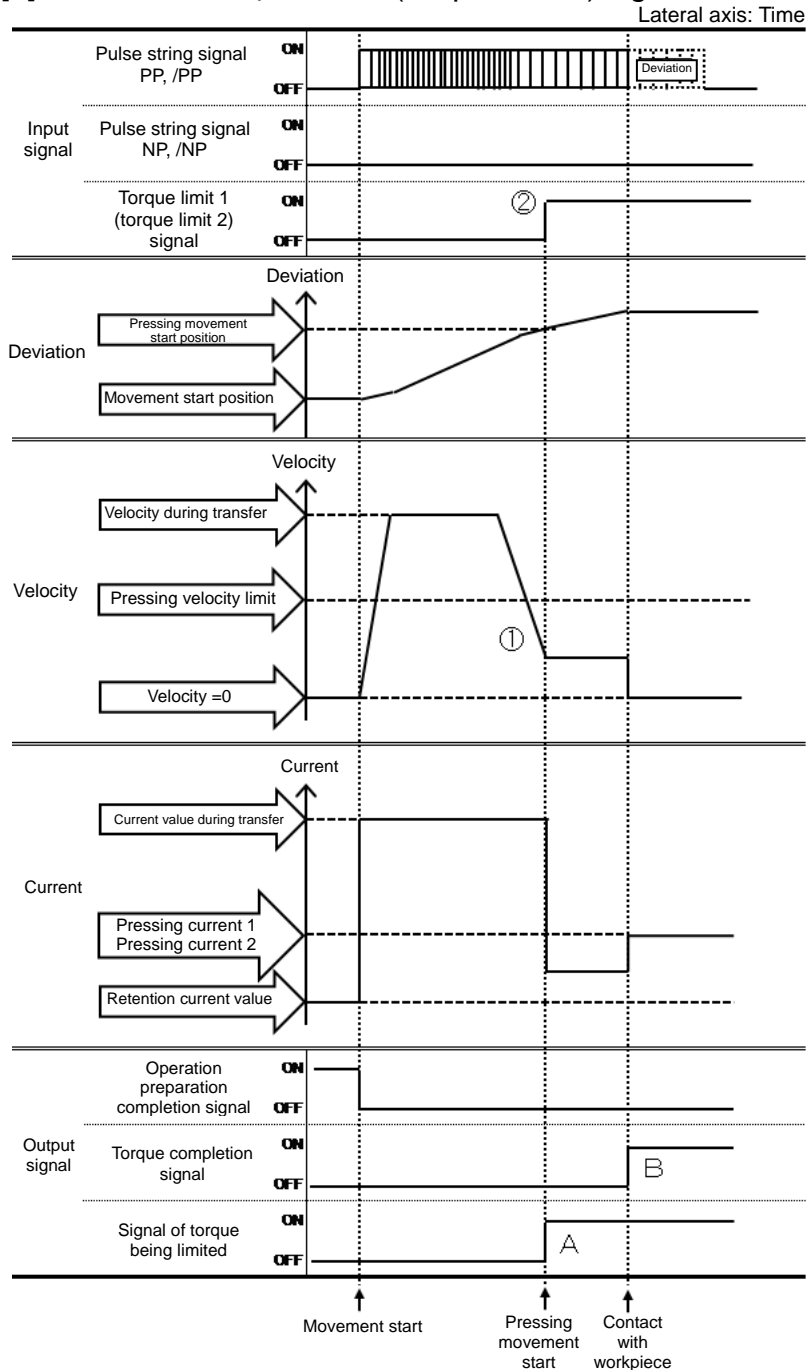 Lateral axis: Time
Pulse string signal
PP, /PP
ON
OFF
Deviation
Input
signal
Pulse string signal
NP, /NP
ON
OFF
Torque limit 1
(torque limit 2)
signal
ON
OFF
②
Deviation
Deviation
Pressing movement
start position
Movement start position
Velocity
Velocity
Velocity during transfer
Pressing velocity limit
Velocity =0
①
Current
Current
Current value during transfer
Pressing current 1
Pressing current 2
Retention current value
Output
signal
Operation
preparation
completion signal
ON
OFF
Torque completion
signal
ON
OFF
B
Signal of torque
being limited
ON
OFF
A
Movement start
Pressing
movement
start
Contact
with
workpiece